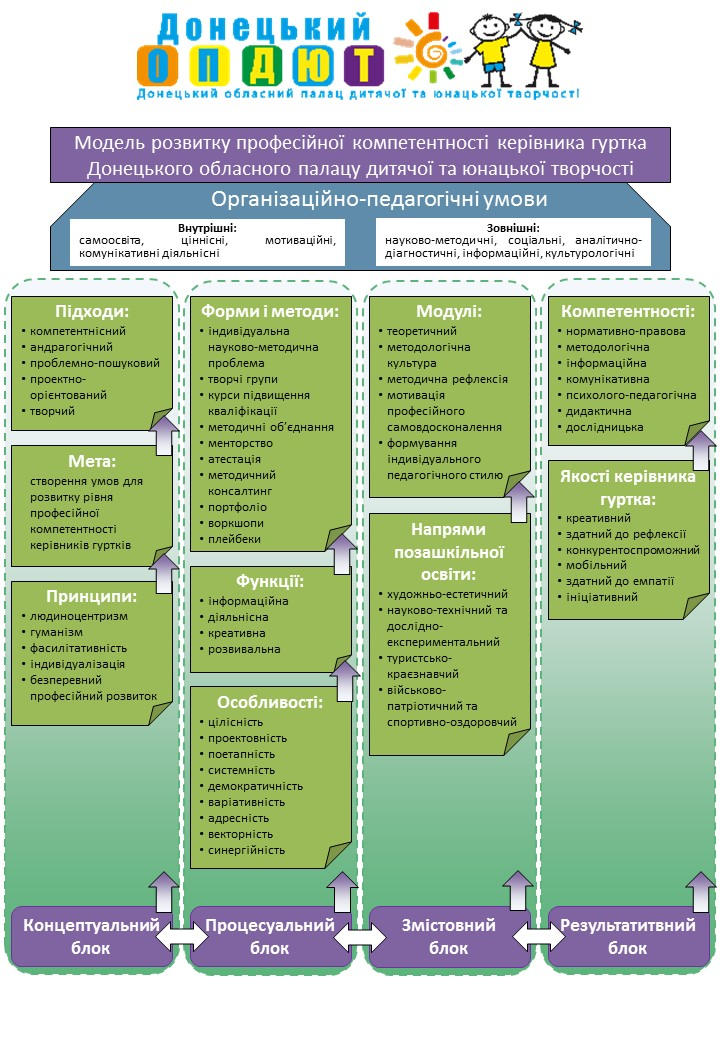 Донецький
ОПДЮТ
Донецький обласний палац дитячої та юнацької творчості
Модель розвитку професійної компетентності керівника гуртка
Донецького обласного палацу дитячої та юнацької творчості
Організаційно-педагогічні умови
Внутрішні:
самоосвіта, ціннісні, мотиваційні,
комунікативні діяльнісні
Зовнішні:
науково-методичні, соціальні, аналітично-
діагностичні, інформаційні, культурологічні
Підходи:
• компетентнісний
• андрагогічний
• проблемно-пошуковий
• проектно-
орієнтований
• творчий
Мета:
створення умов для
розвитку рівня
професійної
компетентності
керівників гуртків
Принципи:
• людиноцентризм
• гуманізм
• фасилітативність
• індивідуалізація
• безперевний
професійний розвиток
Концептуальний
блок
Форми і методи:
• індивідуальна
науково-методична
проблема
• творчі групи
• курси підвищення
кваліфікації
• методичні об’єднання
• менторство
• атестація
• методичний
консалтинг
• портфоліо
• воркшопи
• плейбеки
Функції:
• інформаційна
• діяльнісна
• креативна
• розвивальна
Особливості:
• цілісність
• проектовність
• поетапність
• системність
• демократичність
• варіативність
• адресність
• векторність
• синергійність
Процесуальний
блок
Модулі:
• теоретичний
• методологічна
культура
• методична рефлексія
• мотивація
професійного
самовдосконалення
• формування
індивідуального
педагогічного стилю
Напрями
позашкільної
освіти:
• художньо-естетичний
• науково-технічний та
дослідно-
експериментальний
• туристсько-
краєзнавчий
• військово-
патріотичний та
спортивно-оздоровчий
Змістовний
блок
Компетентності:
• нормативно-правова
• методологічна
• інформаційна
• комунікативна
• психолого-педагогічна
• дидактична
• дослідницька
Якості керівника
гуртка:
• креативний
• здатний до рефлексії
• конкурентоспроможний
• мобільний
• здатний до емпатії
• ініціативний
Результатитвний
блок